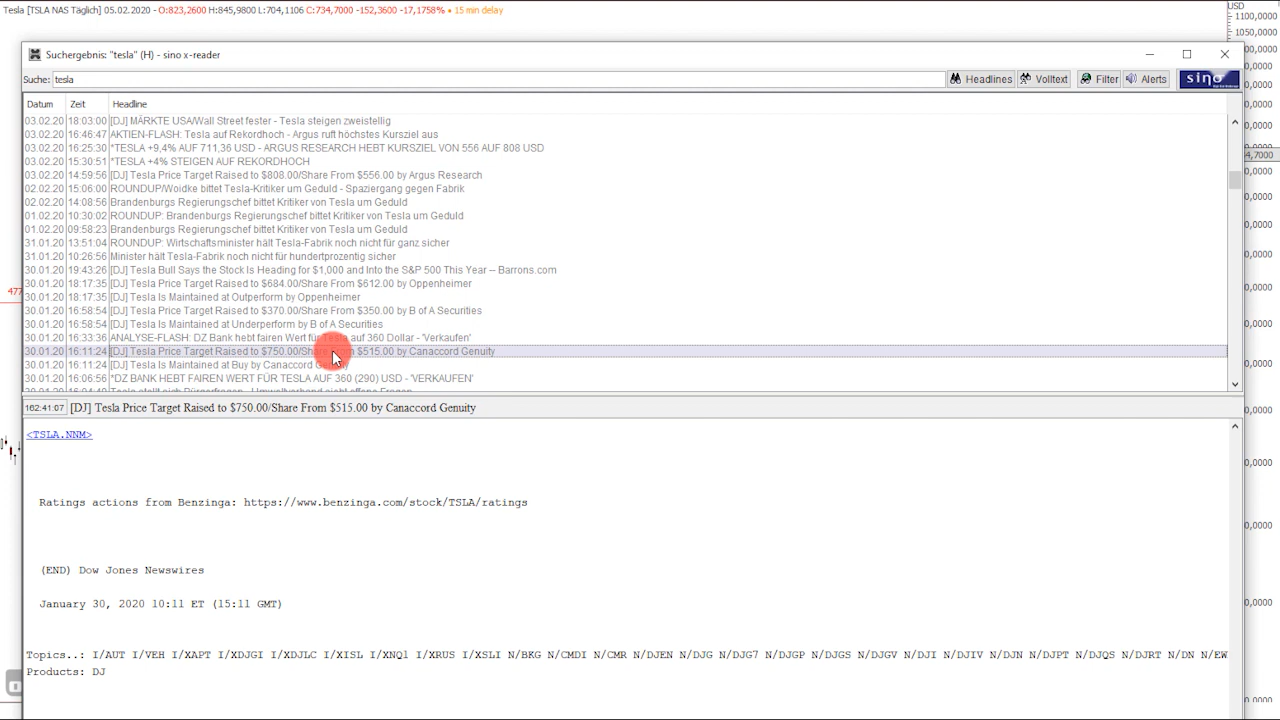 Tesla [TSLA NAS Täglich] 05.02.2020 - O:823,2600 H:845,9800 L:704,1106 C:734,7000 -152,3600 -17,1758% • 15 min delay
USD
1100,0000
1050,0000
Suchergebnis: "tesla" (H) - sino x-reader
Suche: tesla Headlines Volltext Filter Alerts sino
Datum Zeit Headline
03.02.20 18:03:00 [DJ] MÄRKTE USA/Wall Street fester - Tesla steigen zweistellig
03.02.20 16:46:47 AKTIEN-FLASH: Tesla auf Rekordhoch - Argus ruft höchstes Kursziel aus
03.02.20 16:25:30 *TESLA +9,4% AUF 711,36 USD - ARGUS RESEARCH HEBT KURSZIEL VON 556 AUF 808 USD
03.02.20 15:30:51 *TESLA +4% STEIGEN AUF REKORDHOCH
03.02.20 14:59:56 [DJ] Tesla Price Target Raised to $808.00/Share From $556.00 by Argus Research
02.02.20 15:06:00 ROUNDUP/Woidke bittet Tesla-Kritiker um Geduld - Spaziergang gegen Fabrik
02.02.20 14:08:56 Brandenburgs Regierungschef bittet Kritiker von Tesla um Geduld
01.02.20 10:30:02 ROUNDUP: Brandenburgs Regierungschef bittet Kritiker von Tesla um Geduld
01.02.20 09:58:23 Brandenburgs Regierungschef bittet Kritiker von Tesla um Geduld
31.01.20 13:51:04 ROUNDUP: Wirtschaftsminister hält Tesla-Fabrik noch nicht für ganz sicher
31.01.20 10:26:56 Minister hält Tesla-Fabrik noch nicht für hundertprozentig sicher
30.01.20 19:43:26 [DJ] Tesla Bull Says the Stock Is Heading for $1,000 and Into the S&P 500 This Year -- Barrons.com
30.01.20 18:17:35 [DJ] Tesla Price Target Raised to $684.00/Share From $612.00 by Oppenheimer
30.01.20 18:17:35 [DJ] Tesla Is Maintained at Outperform by Oppenheimer
30.01.20 16:58:54 [DJ] Tesla Price Target Raised to $370.00/Share From $350.00 by B of A Securities
30.01.20 16:58:54 [DJ] Tesla Is Maintained at Underperform by B of A Securities
30.01.20 16:33:36 ANALYSE-FLASH: DZ Bank hebt fairen Wert für Tesla auf 360 Dollar - 'Verkaufen'
30.01.20 16:11:24 [DJ] Tesla Price Target Raised to $750.00/Share From $515.00 by Canaccord Genuity
30.01.20 16:11:24 [DJ] Tesla Is Maintained at Buy by Canaccord Genuity
30.01.20 16:06:56 *DZ BANK HEBT FAIREN WERT FÜR TESLA AUF 360 (290) USD - 'VERKAUFEN'
162:41:07 [DJ] Tesla Price Target Raised to $750.00/Share From $515.00 by Canaccord Genuity
<TSLA.NNM>
Ratings actions from Benzinga: https://www.benzinga.com/stock/TSLA/ratings
(END) Dow Jones Newswires
January 30, 2020 10:11 ET (15:11 GMT)
Topics..: I/AUT I/VEH I/XAPT I/XDJGI I/XDJLC I/XISL I/XNQ1 I/XRUS I/XSLI N/BKG N/CMDI N/CMR N/DJEN N/DJG N/DJG7 N/DJGP N/DJGS N/DJGV N/DJI N/DJIV N/DJN N/DJPT N/DJQS N/DJRT N/DN N/EW
Products: DJ